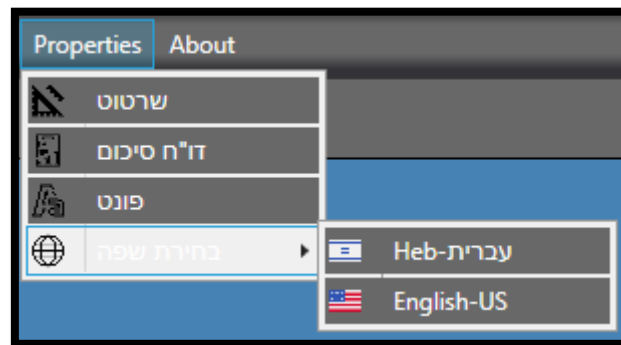 Properties About
שרטוט
דו"ח סיכום
פונט
בחירת שפה
Heb-עברית
English-US